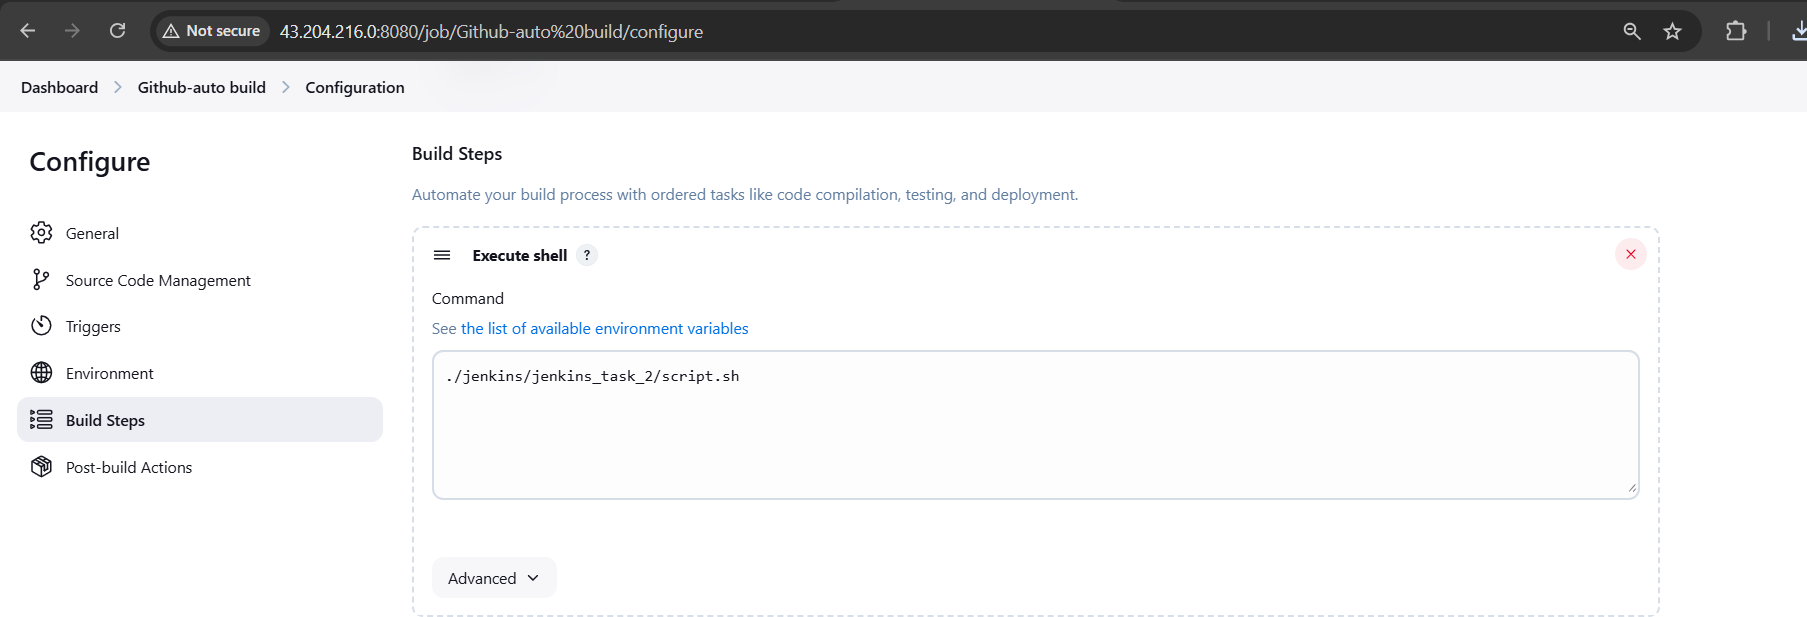 Not secure 43.204.216.0:8080/job/Github-auto%20build/configure
Dashboard > Github-auto build > Configuration
Configure
General
Source Code Management
Triggers
Environment
Build Steps
Post-build Actions
Build Steps
Automate your build process with ordered tasks like code compilation, testing, and deployment.
Execute shell ?
Command
See the list of available environment variables
./jenkins/jenkins_task_2/script.sh
Advanced